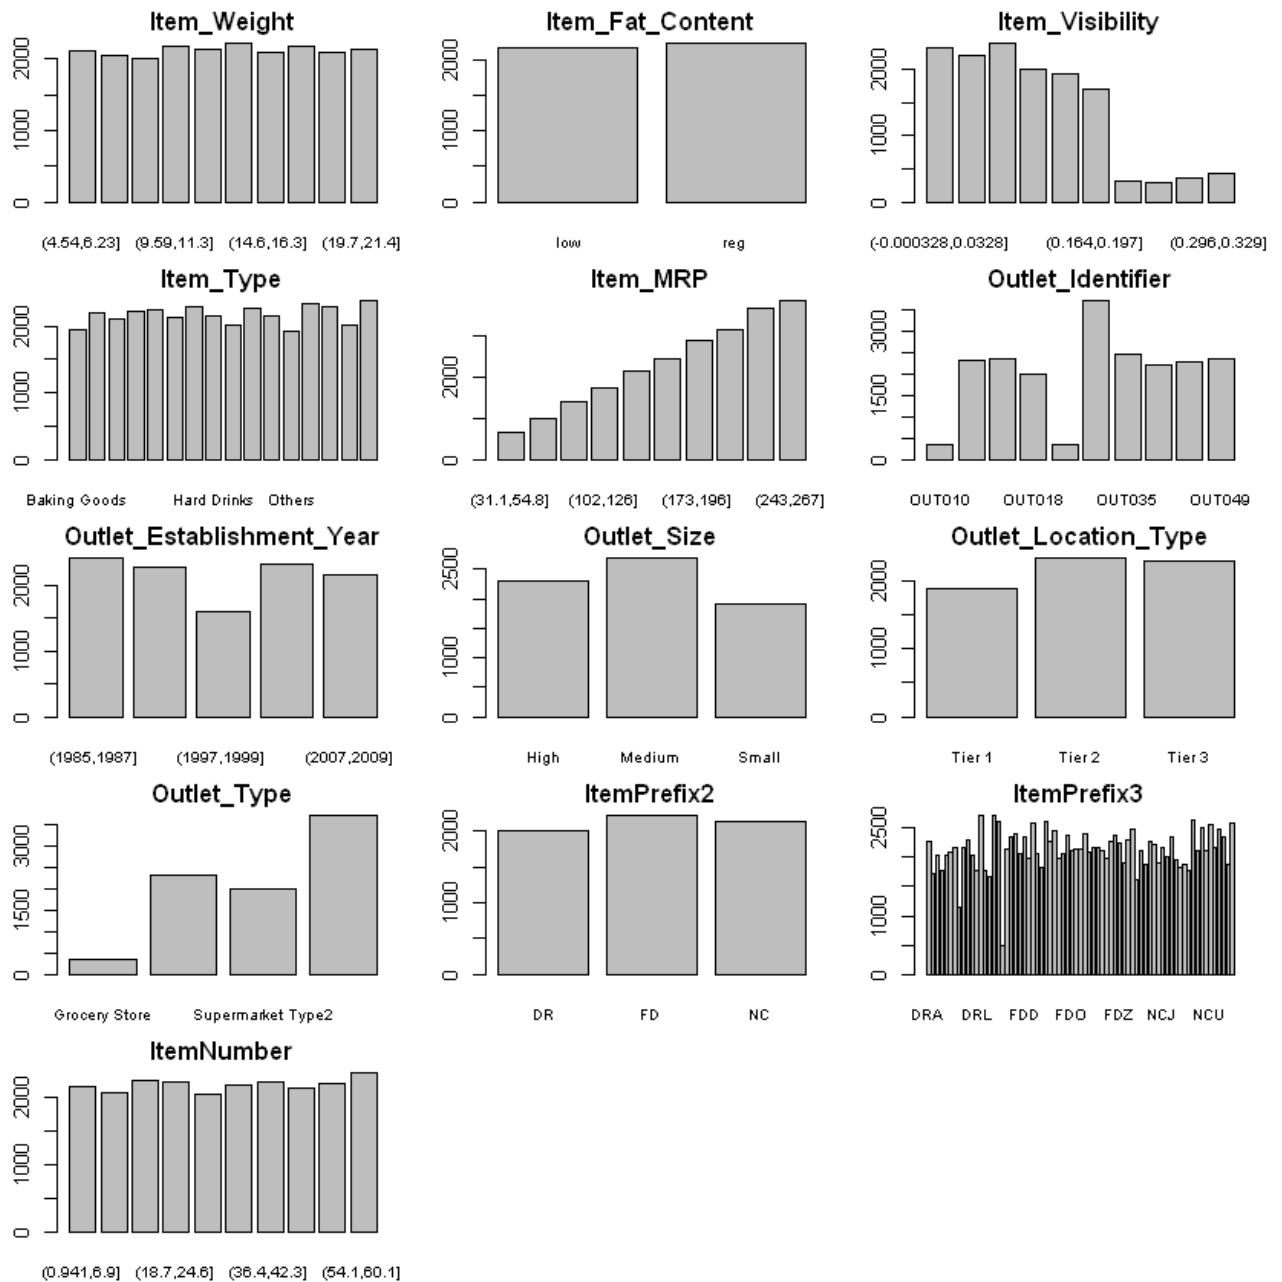 Item_Weight
2000
1000
0
(4.54,6.23] (9.59,11.3] (14.6,16.3] (19.7,21.4]
Item_Fat_Content
2000
1000
0
low reg
Item_Visibility
2000
1000
0
(-0.000328,0.0328] (0.164,0.197] (0.296,0.329]
Item_Type
2000
1000
0
Baking Goods Hard Drinks Others
Item_MRP
2000
0
(31.1,54.8] (102,126] (173,196] (243,267]
Outlet_Identifier
3000
1500
0
OUT010 OUT018 OUT035 OUT049
Outlet_Establishment_Year
2000
1000
0
(1985,1987] (1997,1999] (2007,2009]
Outlet_Size
2500
1000
0
High Medium Small
Outlet_Location_Type
2000
1000
0
Tier 1 Tier 2 Tier 3
Outlet_Type
3000
1500
0
Grocery Store Supermarket Type2
ItemPrefix2
2000
1000
0
DR FD NC
ItemPrefix3
2500
1000
0
DRA DRL FDD FDO FDZ NCJ NCU
ItemNumber
2000
1000
0
(0.941,6.9] (18.7,24.6] (36.4,42.3] (54.1,60.1]